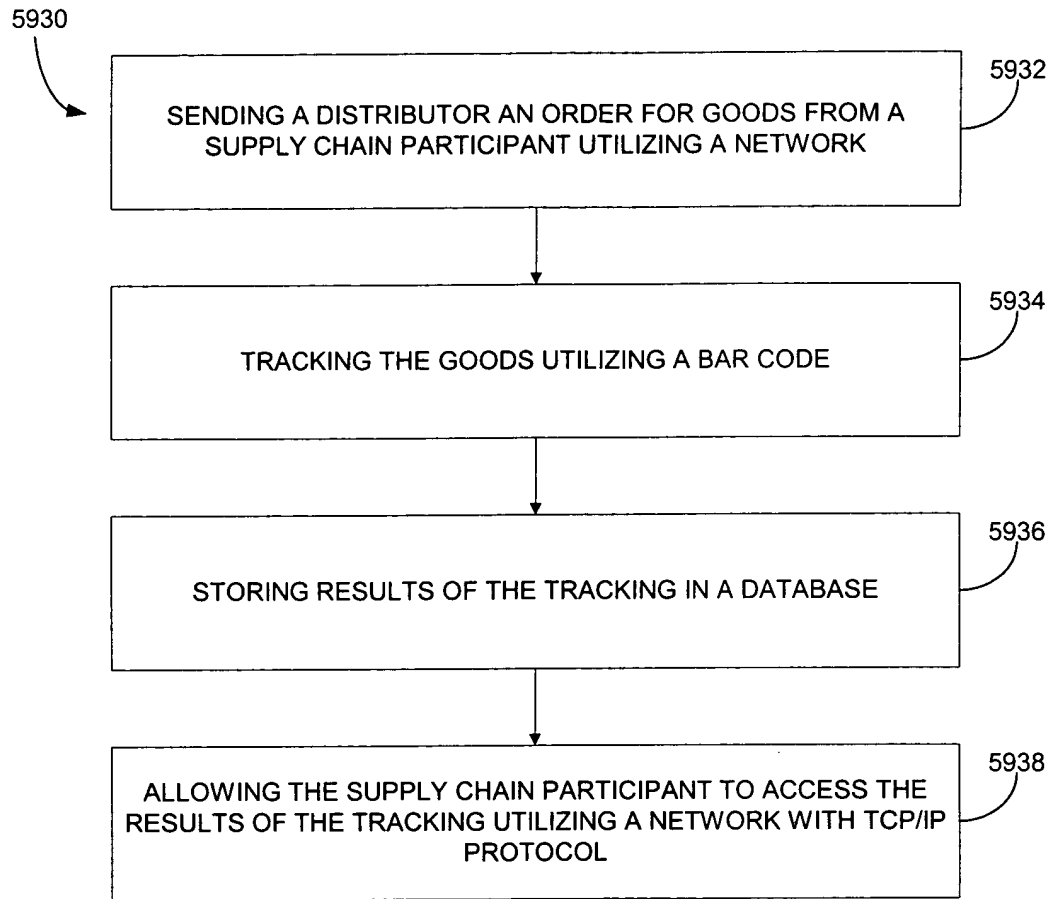 5930
5932
SENDING A DISTRIBUTOR AN ORDER FOR GOODS FROM A
SUPPLY CHAIN PARTICIPANT UTILIZING A NETWORK
5934
TRACKING THE GOODS UTILIZING A BAR CODE
5936
STORING RESULTS OF THE TRACKING IN A DATABASE
5938
ALLOWING THE SUPPLY CHAIN PARTICIPANT TO ACCESS THE
RESULTS OF THE TRACKING UTILIZING A NETWORK WITH TCP/IP
PROTOCOL